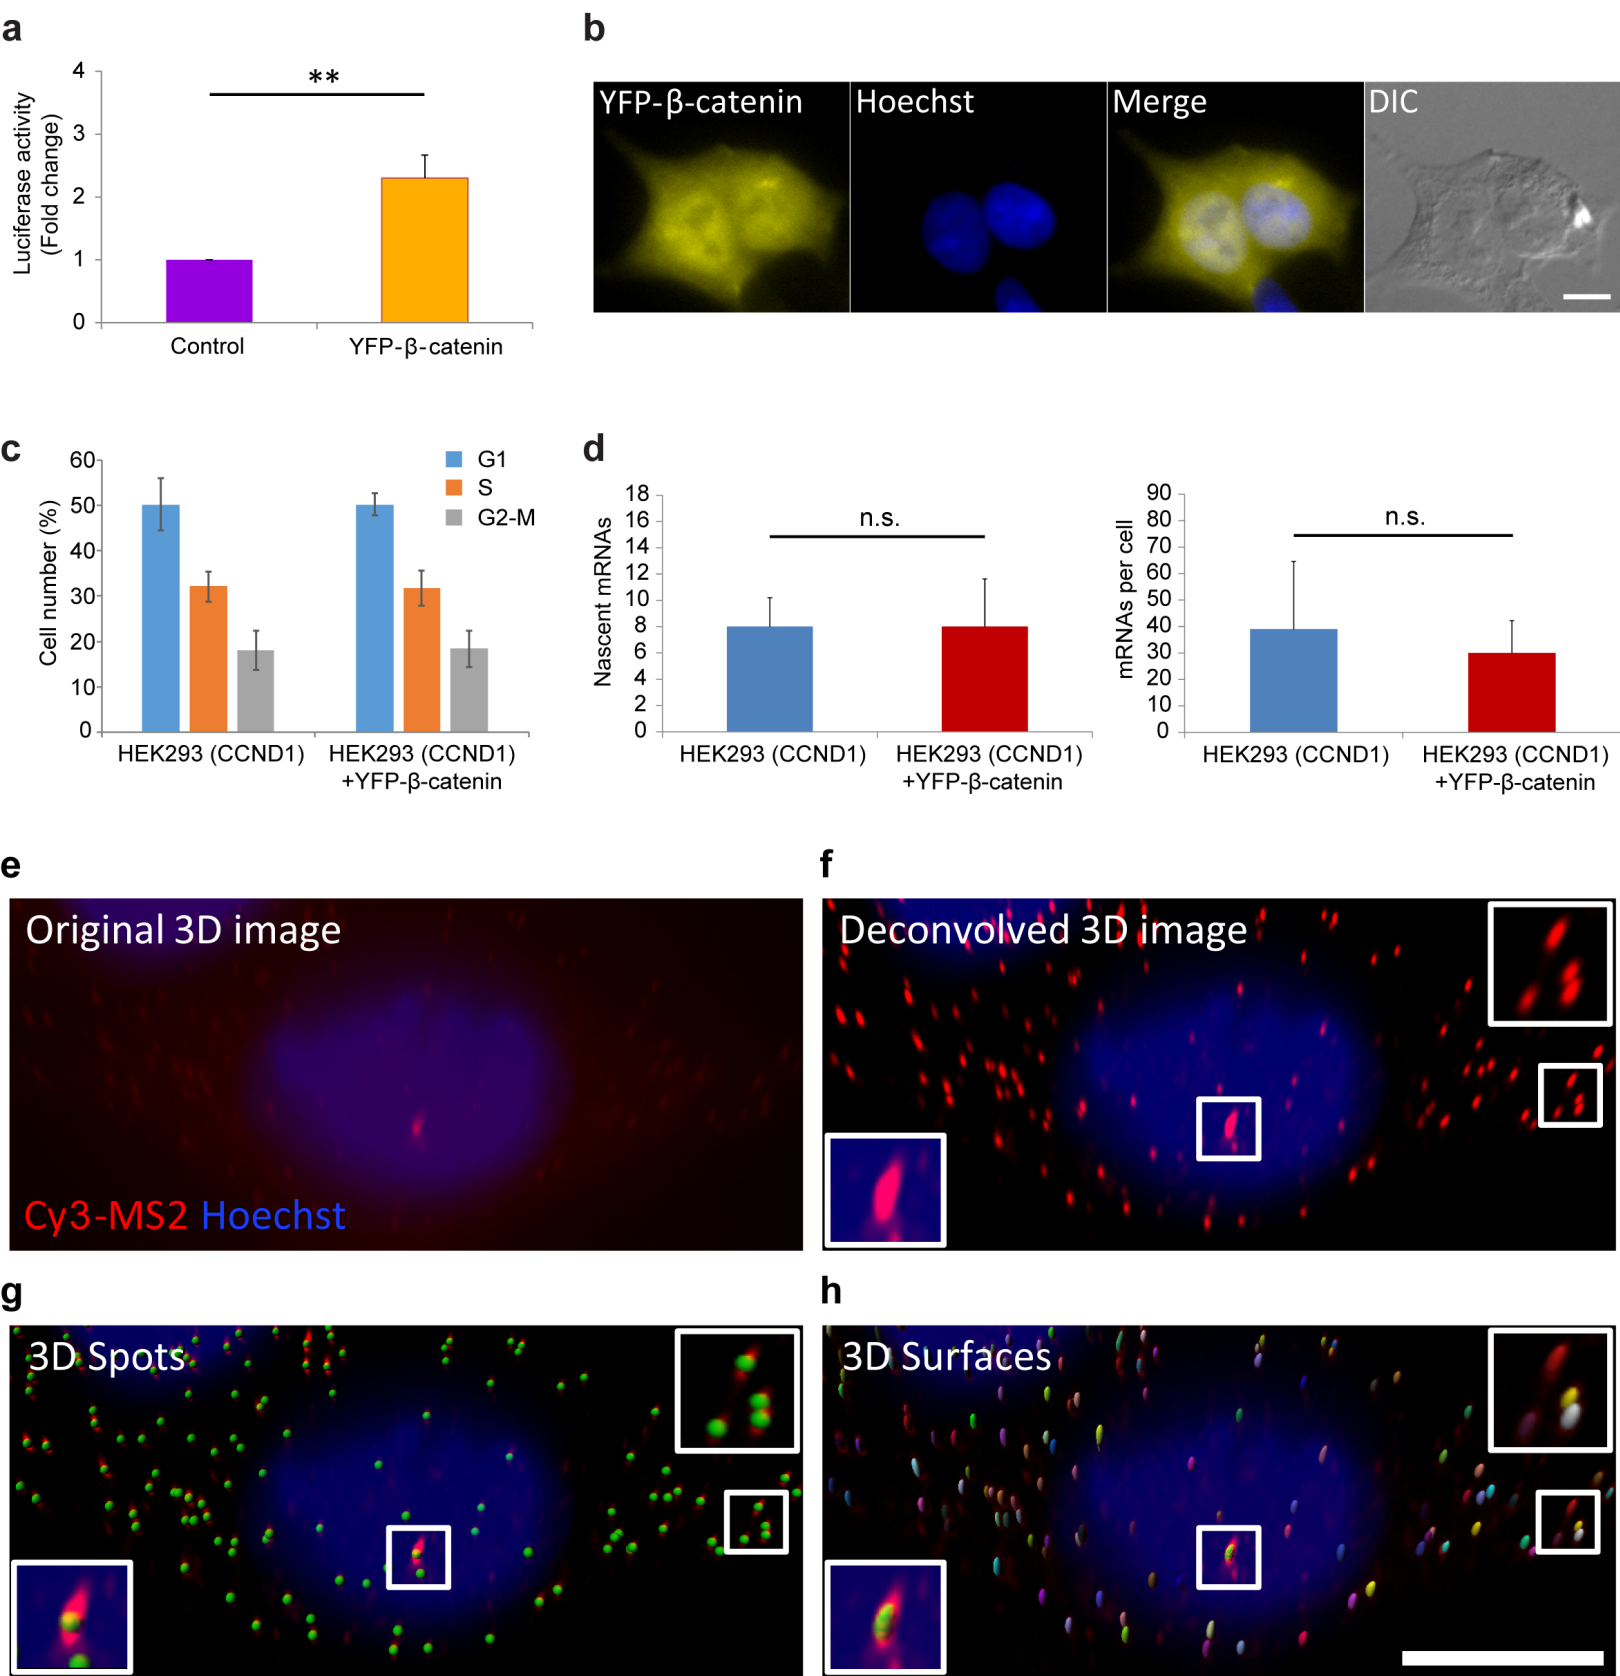 a
4
3
2
1
0
Luciferase activity
(Fold change)
**
Control
YFP-β-catenin
b
YFP-β-catenin
Hoechst
Merge
DIC
c
60
50
40
30
20
10
0
Cell number (%)
G1
S
G2-M
HEK293 (CCND1)
HEK293 (CCND1)
+YFP-β-catenin
d
18
16
14
12
10
8
6
4
2
0
Nascent mRNAs
n.s.
HEK293 (CCND1)
HEK293 (CCND1)
+YFP-β-catenin
90
80
70
60
50
40
30
20
10
0
mRNAs per cell
n.s.
HEK293 (CCND1)
HEK293 (CCND1)
+YFP-β-catenin
e
Original 3D image
Cy3-MS2 Hoechst
f
Deconvolved 3D image
g
3D Spots
h
3D Surfaces